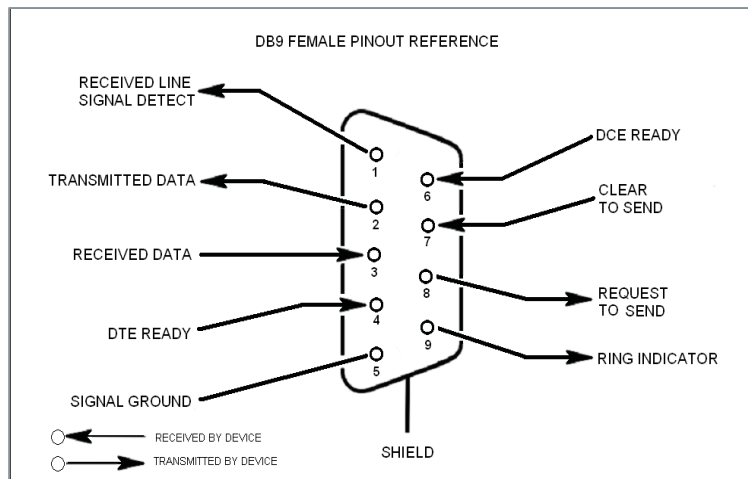 DB9 FEMALE PINOUT REFERENCE
RECEIVED LINE
SIGNAL DETECT
TRANSMITTED DATA
RECEIVED DATA
DTE READY
SIGNAL GROUND
1
2
3
4
5
6
7
8
9
DCE READY
CLEAR
TO SEND
REQUEST
TO SEND
RING INDICATOR
SHIELD
RECEIVED BY DEVICE
TRANSMITTED BY DEVICE